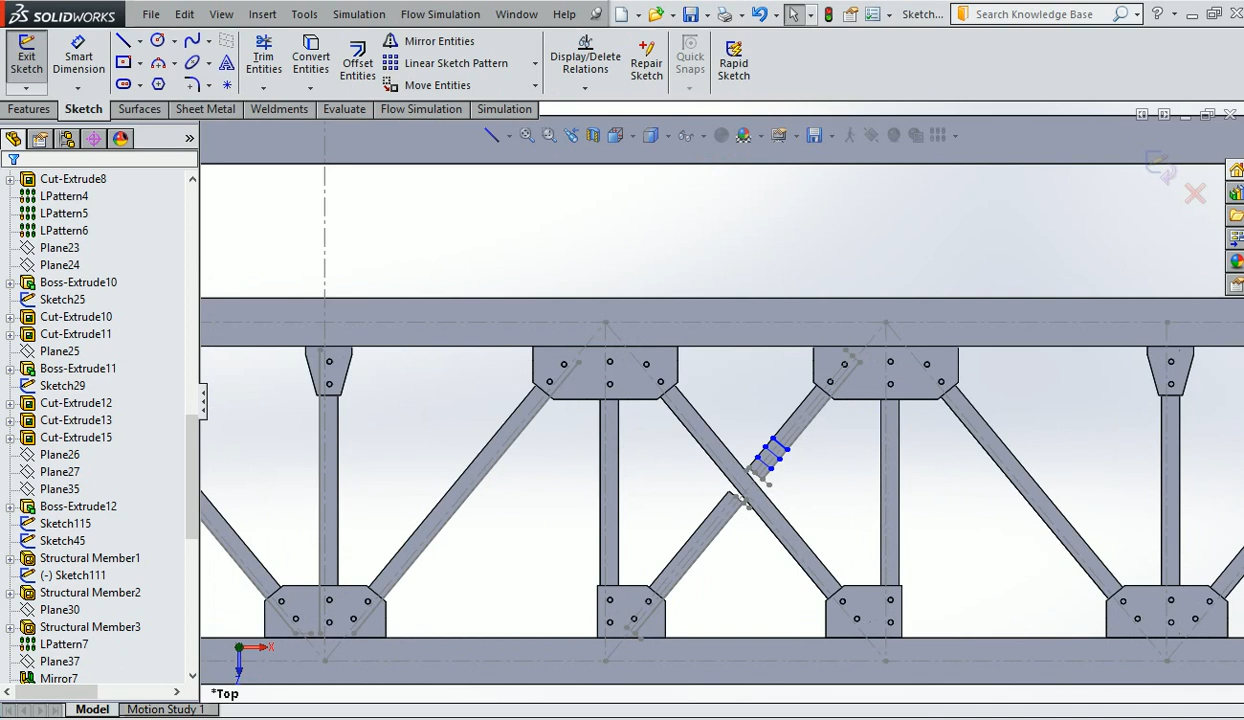 SOLIDWORKS File Edit View Insert Tools Simulation Flow Simulation Window Help Sketch... Search Knowledge Base ?
Exit Sketch
Smart Dimension
Trim Entities
Convert Entities
Offset Entities
Mirror Entities
Linear Sketch Pattern
Move Entities
Display/Delete Relations
Repair Sketch
Quick Snaps
Rapid Sketch
Features Sketch Surfaces Sheet Metal Weldments Evaluate Flow Simulation Simulation
Cut-Extrude8
LPattern4
LPattern5
LPattern6
Plane23
Plane24
Boss-Extrude10
Sketch25
Cut-Extrude10
Cut-Extrude11
Plane25
Boss-Extrude11
Sketch29
Cut-Extrude12
Cut-Extrude13
Cut-Extrude15
Plane26
Plane27
Plane35
Boss-Extrude12
Sketch115
Sketch45
Structural Member1
(-) Sketch111
Structural Member2
Plane30
Structural Member3
LPattern7
Plane37
Mirror7
X
*Top
Model Motion Study 1